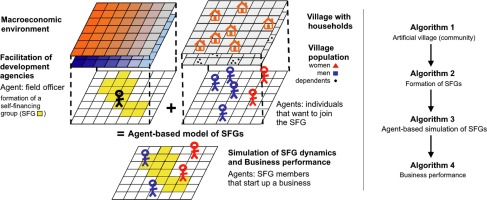 Macroeconomic
environment
Facilitation of
development
agencies
Agent: field officer
formation of a
self-financing
group (SFG )
+
Village with
households
Village
population
women
men
dependents
Agents: individuals
that want to join
the SFG
= Agent-based model of SFGs
Simulation of SFG dynamics
and Business performance
Agents: SFG members
that start up a business
Algorithm 1
Artificial village (community)
Algorithm 2
Formation of SFGs
Algorithm 3
Agent-based simulation of SFGs
Algorithm 4
Business performance